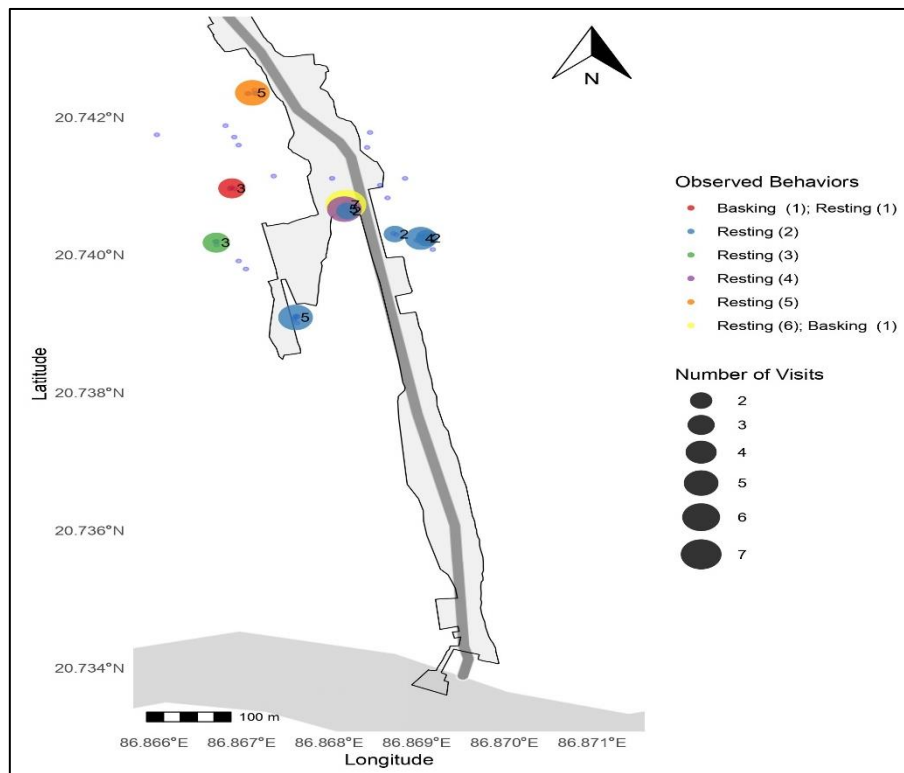 N
20.742°N
20.740°N
20.738°N
20.736°N
20.734°N
Latitude
5
3
3
5
7
5
2
2
4
2
100 m
86.866°E 86.867°E 86.868°E 86.869°E 86.870°E 86.871°E
Longitude
Observed Behaviors
Basking (1); Resting (1)
Resting (2)
Resting (3)
Resting (4)
Resting (5)
Resting (6); Basking (1)
Number of Visits
2
3
4
5
6
7